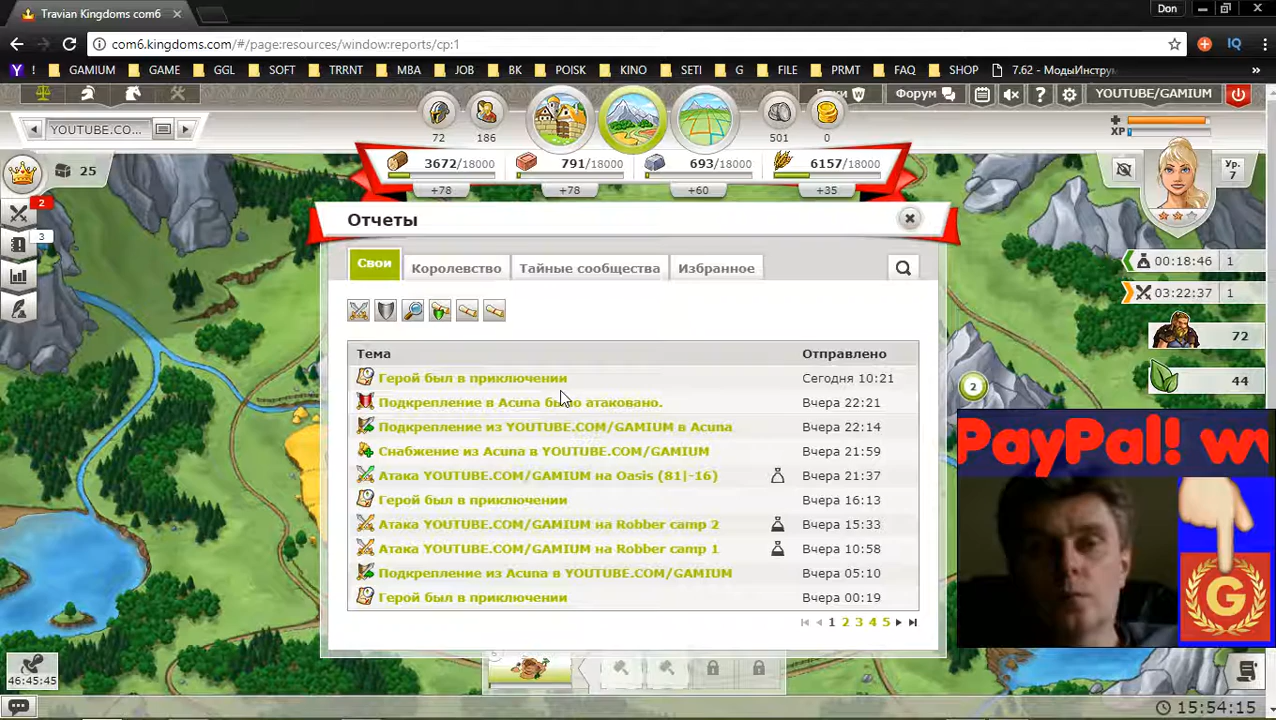 Travian Kingdoms com6
Don
com6.kingdoms.com/#/page:resources/window:reports/cp:1
IQ
! GAMIUM GAME GGL SOFT TRRNT MBA JOB BK POISK KINO SETI G FILE PRMT FAQ SHOP 7.62 - МодыИнструм »
Форум ? YOUTUBE/GAMIUM
YOUTUBE.CO...
72 186 501 0
XP
3672/18000 791/18000 693/18000 6157/18000
+78 +78 +60 +35
25
Ур.
7
2
3
Отчеты
Свои Королевство Тайные сообщества Избранное
00:18:46 1
03:22:37 1
72
44
2
Тема Отправлено
Герой был в приключении Сегодня 10:21
Подкрепление в Acuna было атаковано. Вчера 22:21
Подкрепление из YOUTUBE.COM/GAMIUM в Acuna Вчера 22:14
Снабжение из Acuna в YOUTUBE.COM/GAMIUM Вчера 21:59
Атака YOUTUBE.COM/GAMIUM на Oasis (81|-16) Вчера 21:37
Герой был в приключении Вчера 16:13
Атака YOUTUBE.COM/GAMIUM на Robber camp 2 Вчера 15:33
Атака YOUTUBE.COM/GAMIUM на Robber camp 1 Вчера 10:58
Подкрепление из Acuna в YOUTUBE.COM/GAMIUM Вчера 05:10
Герой был в приключении Вчера 00:19
1 2 3 4 5
PayPal! w
G
46:45:45
15:54:15